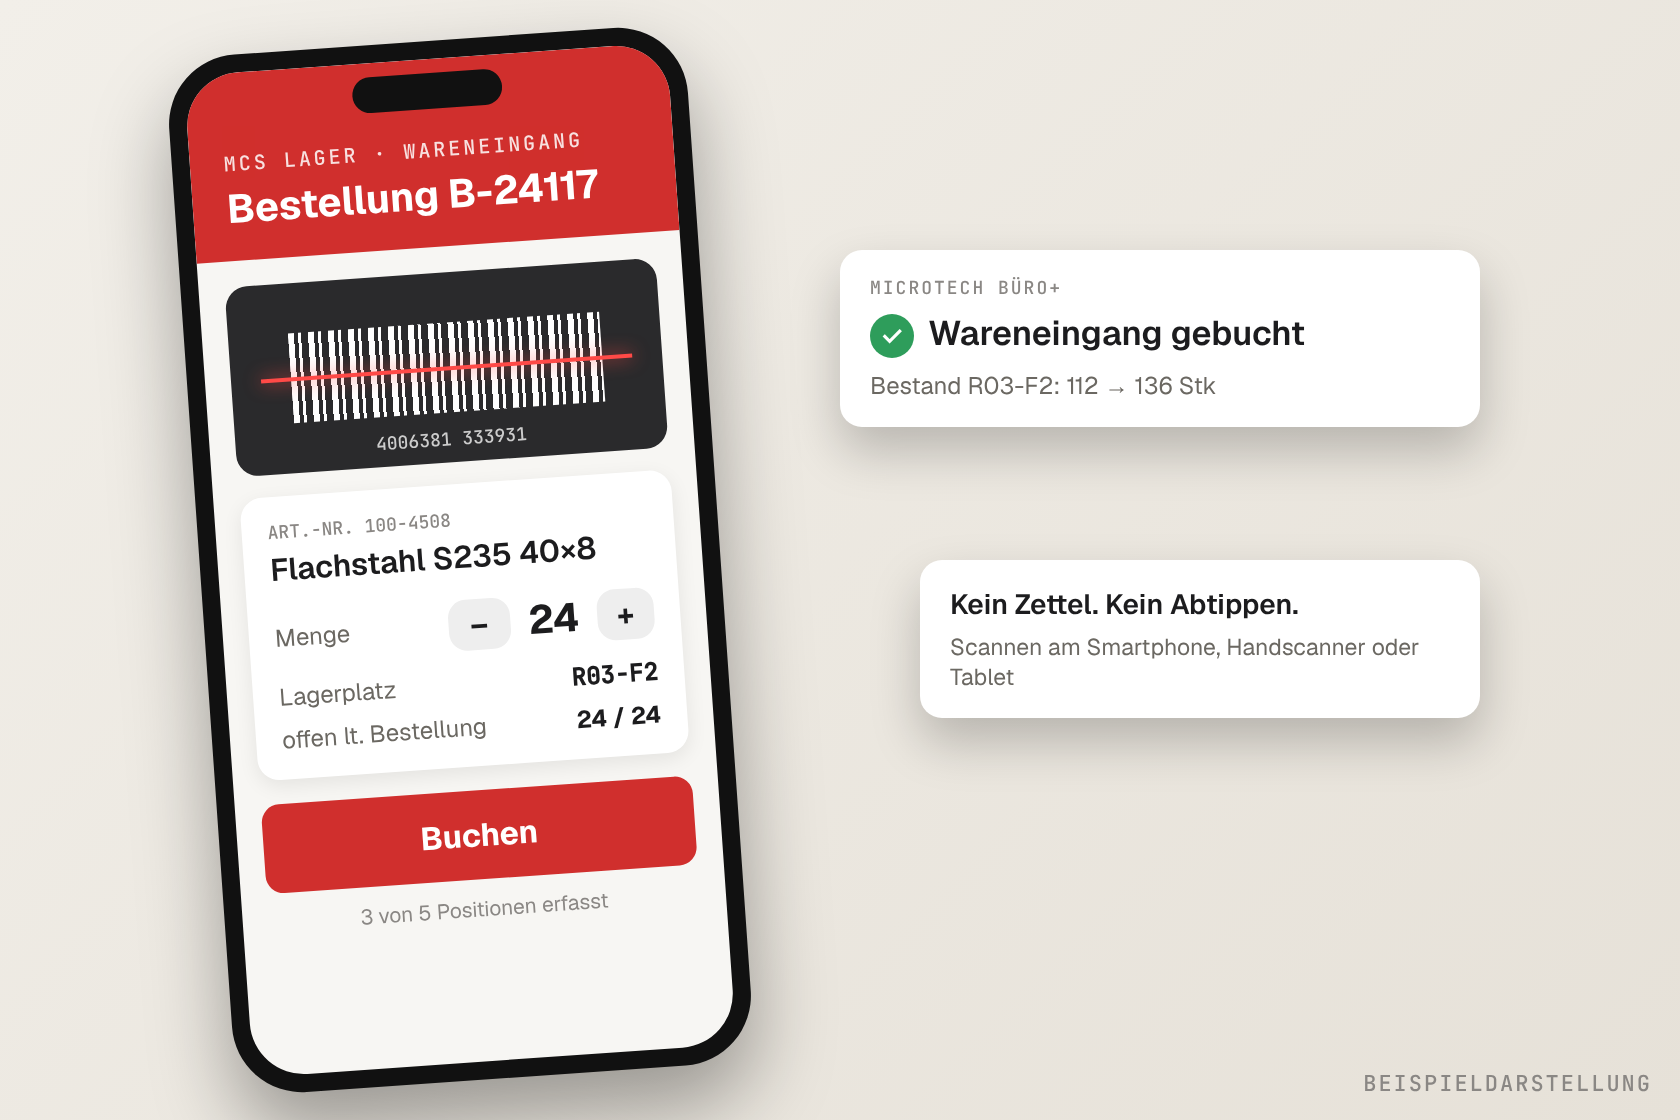 MCS LAGER · WARENEINGANG
Bestellung B-24117
4006381 333931
ART.-NR. 100-4508
Flachstahl S235 40×8
Menge − 24 +
Lagerplatz R03-F2
offen lt. Bestellung 24 / 24
Buchen
3 von 5 Positionen erfasst
MICROTECH BÜRO+
Wareneingang gebucht
Bestand R03-F2: 112 → 136 Stk
Kein Zettel. Kein Abtippen.
Scannen am Smartphone, Handscanner oder
Tablet
BEISPIELDARSTELLUNG